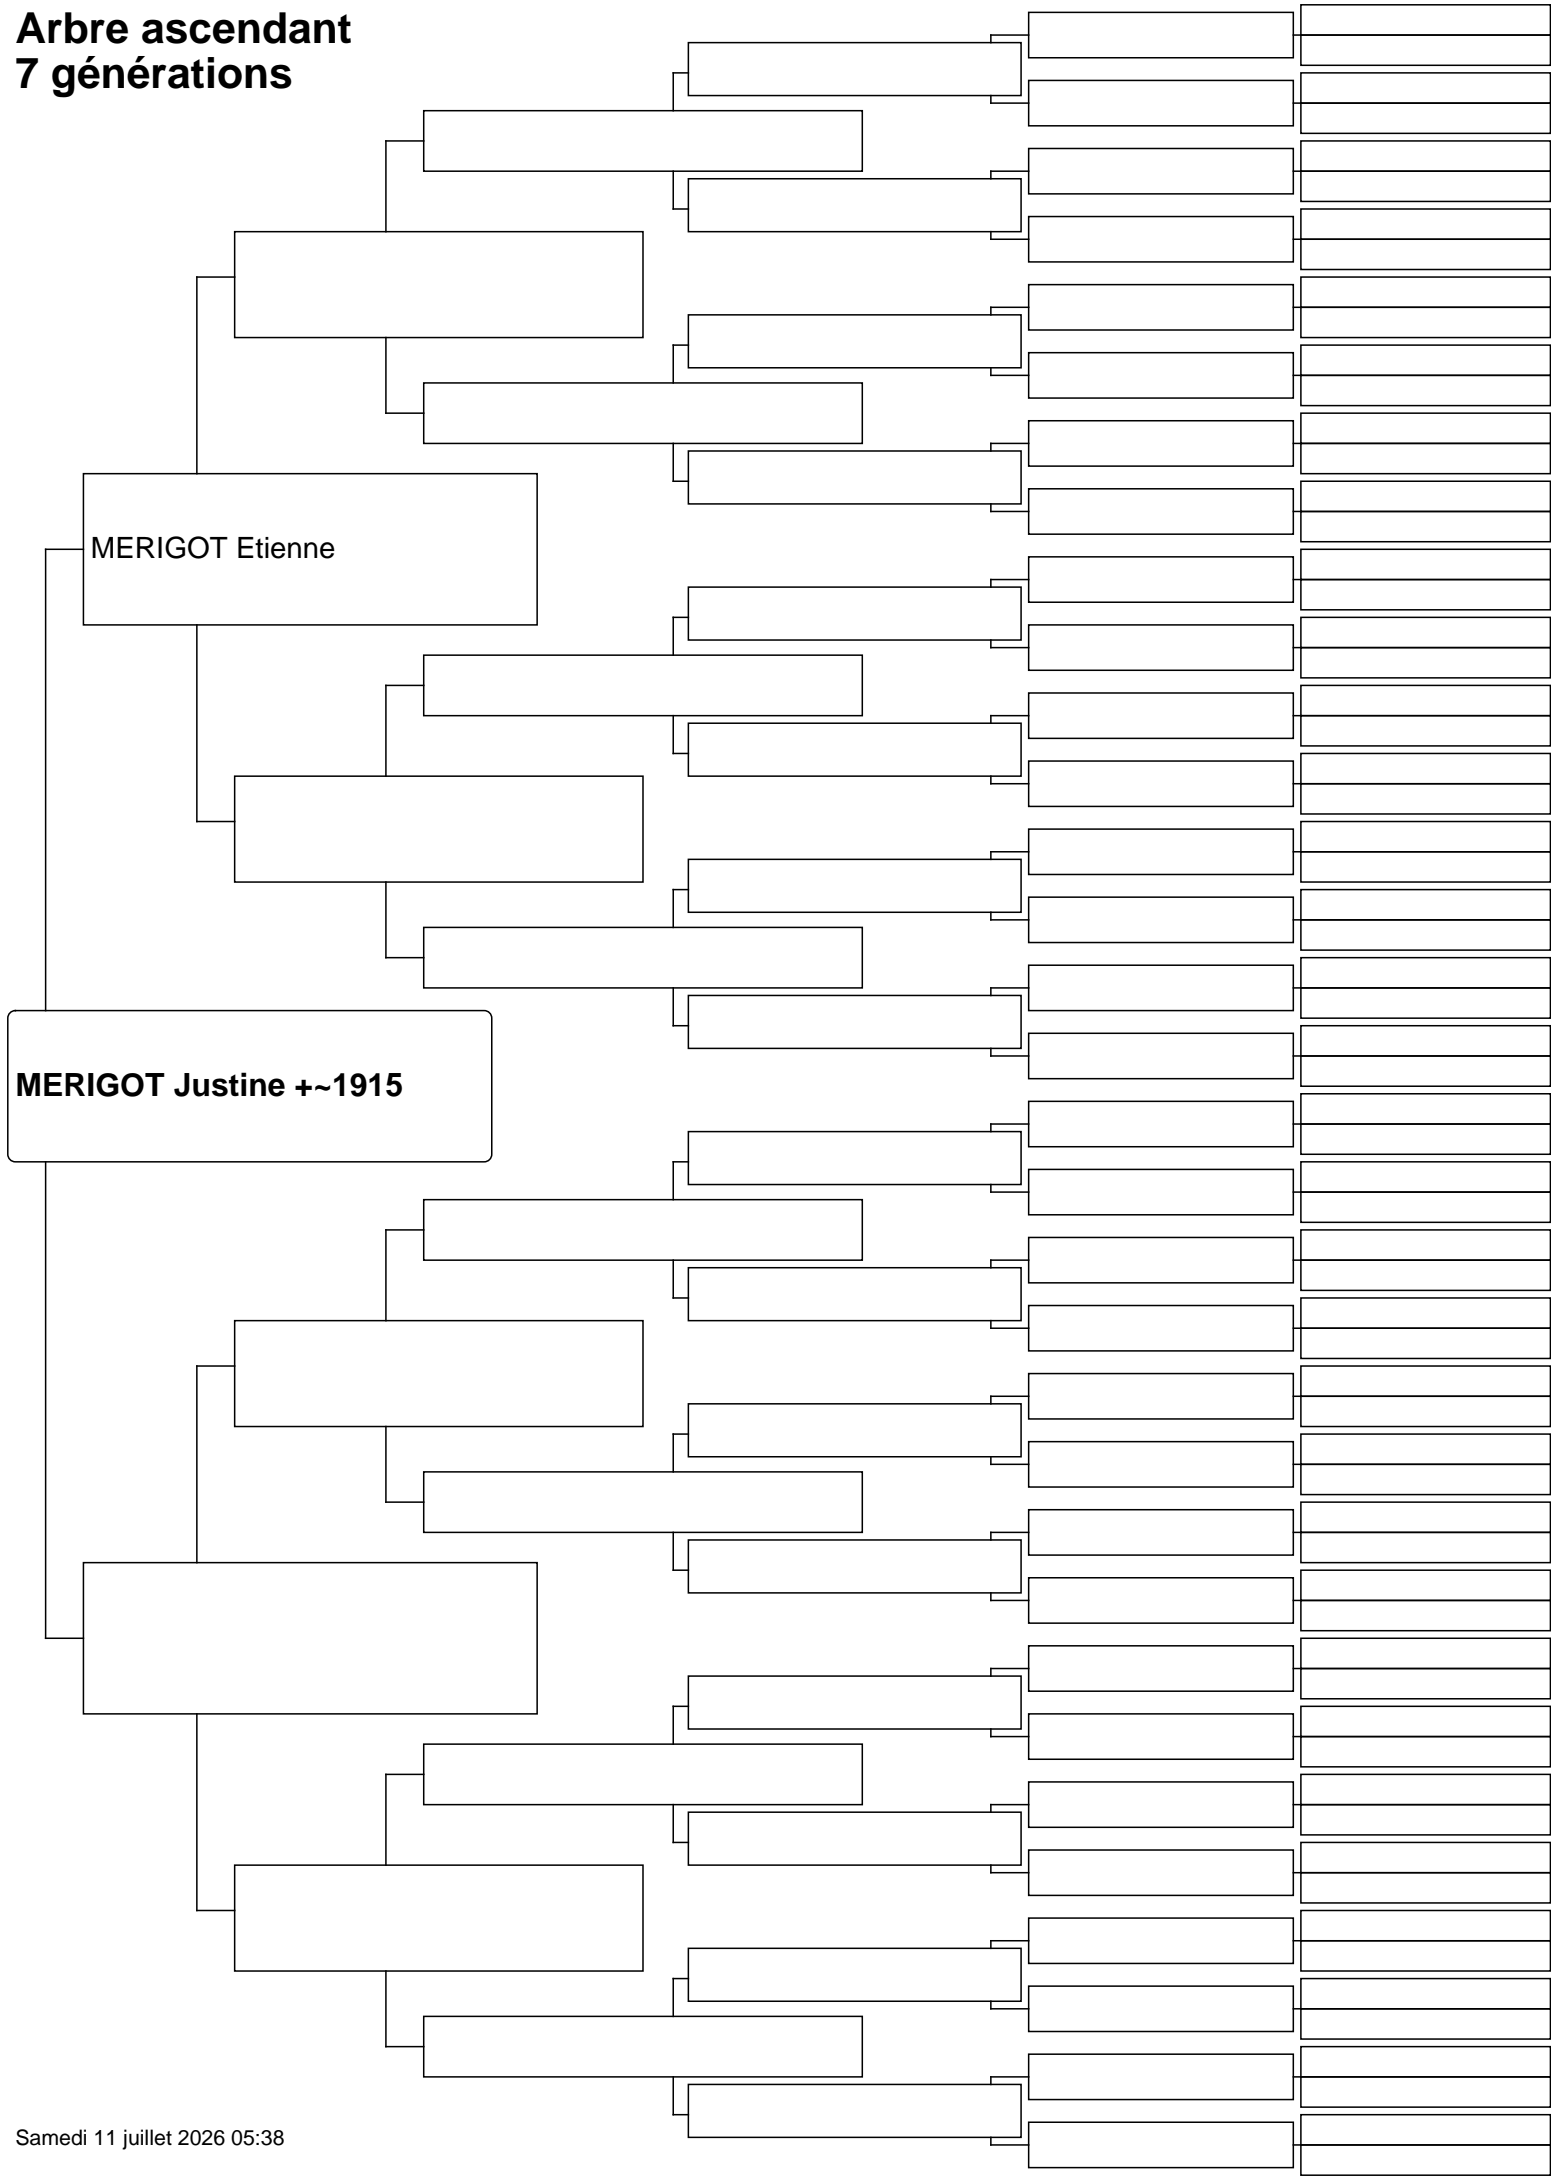 Arbre ascendant
7 générations
MERIGOT Etienne
MERIGOT Justine +~1915
Samedi 11 juillet 2026 05:38